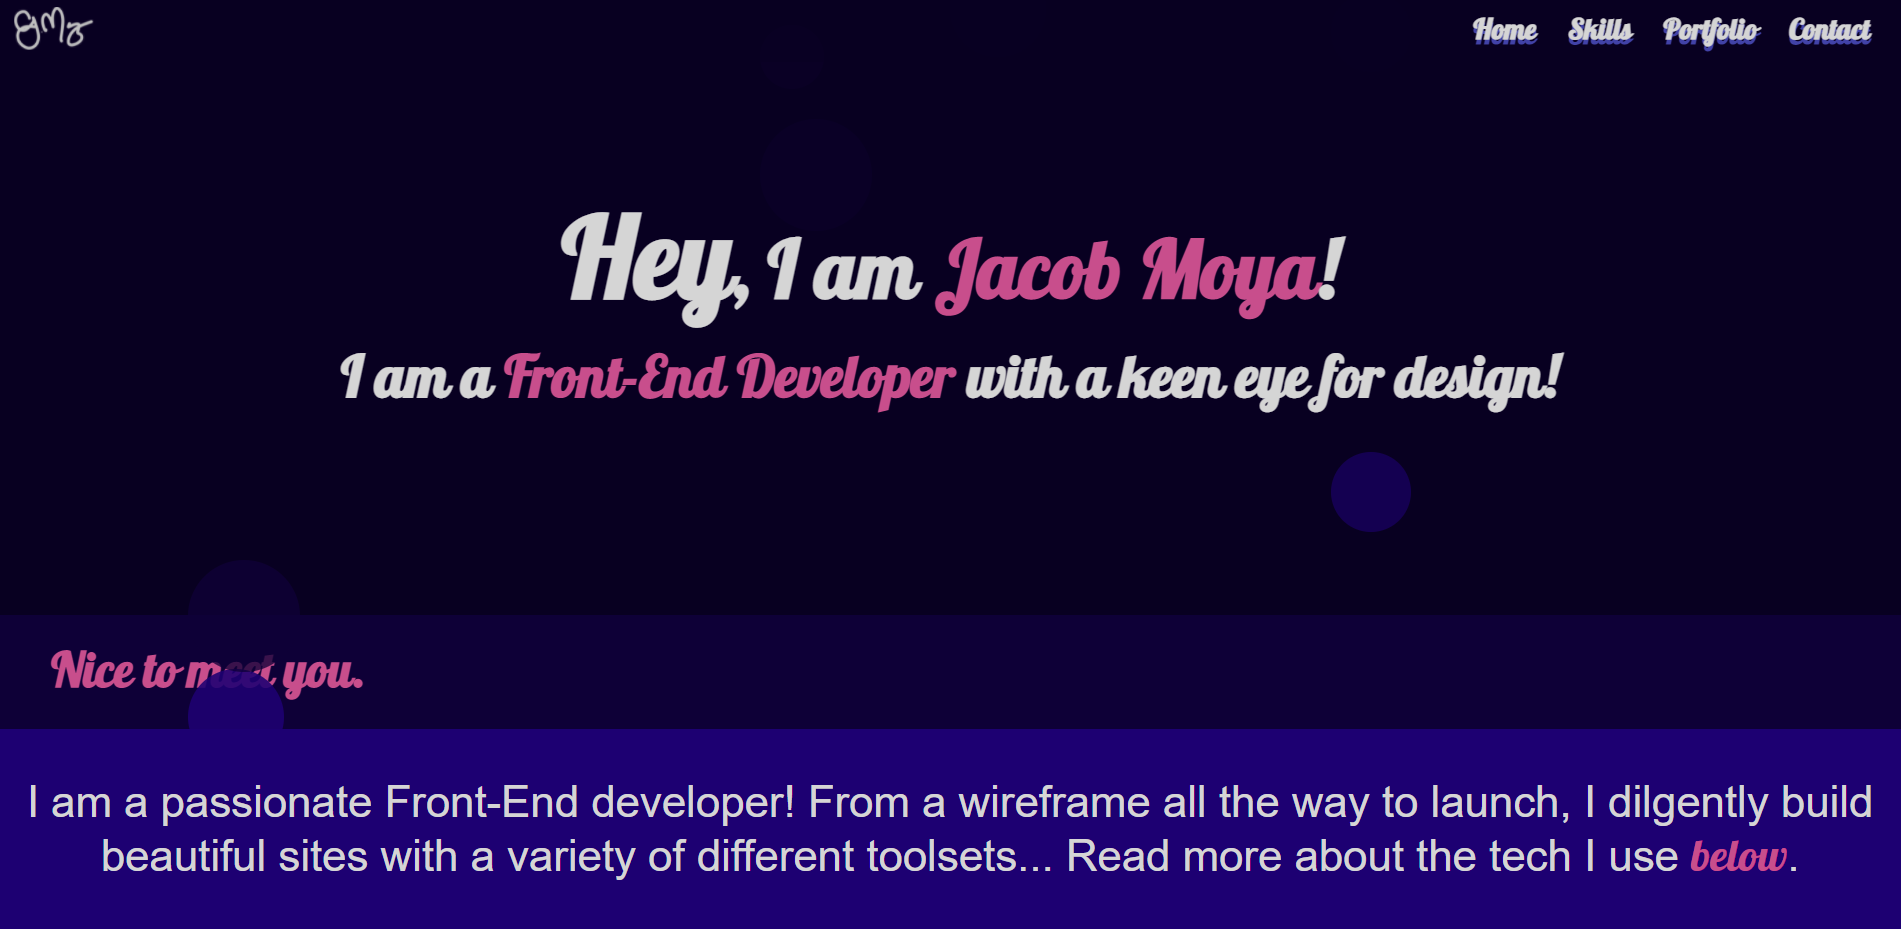 Home Skills Portfolio Contact
Hey, I am Jacob Moya!
I am a Front-End Developer with a keen eye for design!
Nice to meet you.
I am a passionate Front-End developer! From a wireframe all the way to launch, I dilgently build
beautiful sites with a variety of different toolsets... Read more about the tech I use below.